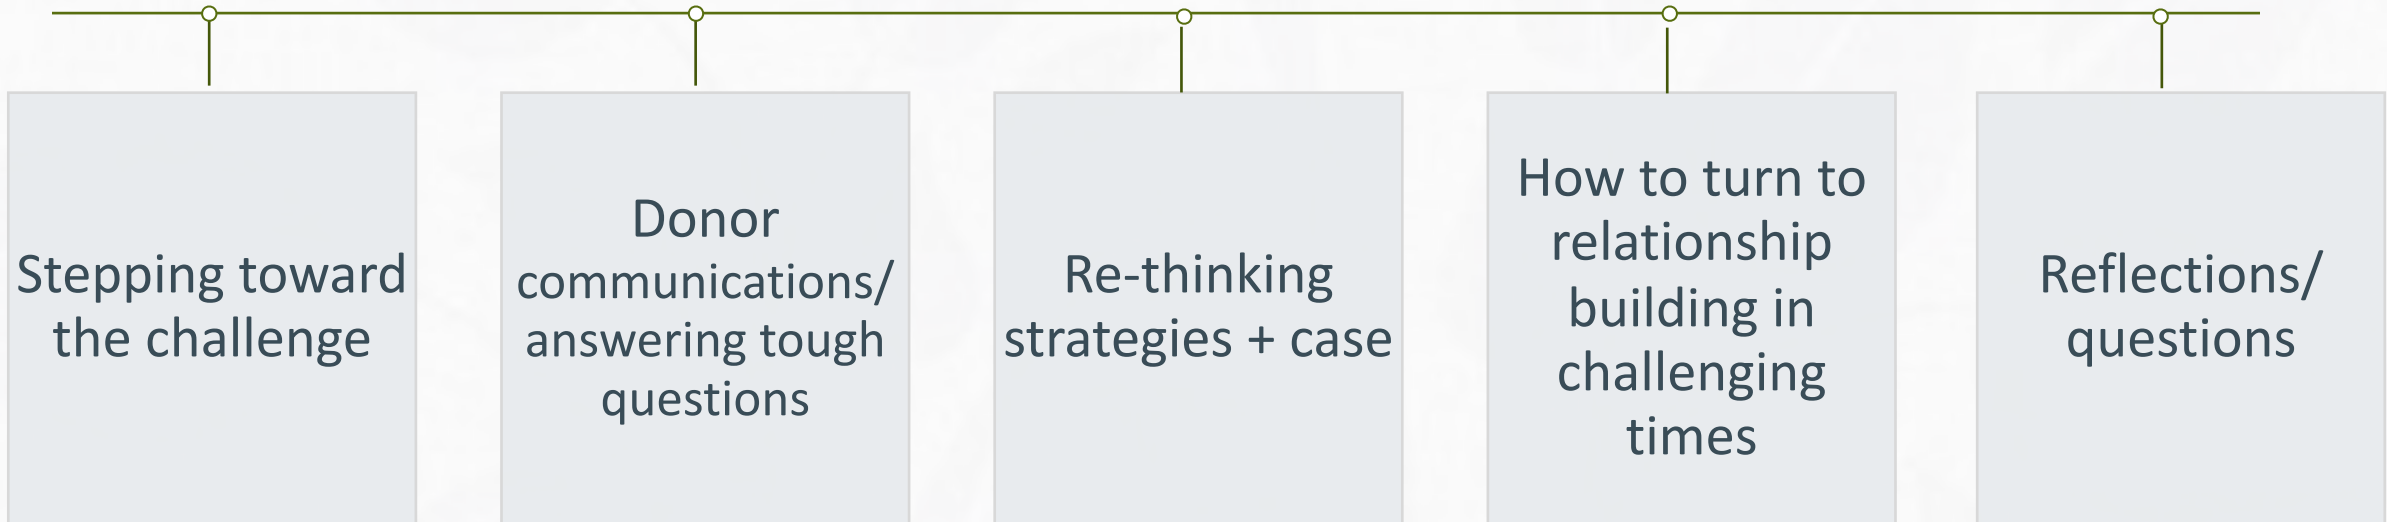 Stepping toward
the challenge
Donor
communications/
answering tough
questions
Re-thinking
strategies + case
How to turn to
relationship
building in
challenging
times
Reflections/
questions